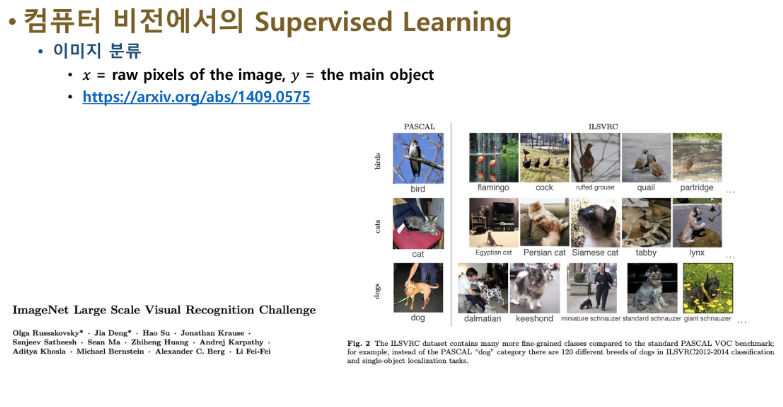 • 컴퓨터 비전에서의 Supervised Learning
• 이미지 분류
• 𝑥 = raw pixels of the image, 𝑦 = the main object
• https://arxiv.org/abs/1409.0575
PASCAL ILSVRC
birds
bird flamingo cock ruffed grouse quail partridge ...
cats
cat Egyptian cat Persian cat Siamese cat tabby lynx ...
dogs
dog dalmatian keeshond miniature schnauzer standard schnauzer giant schnauzer ...
ImageNet Large Scale Visual Recognition Challenge
Olga Russakovsky* · Jia Deng* · Hao Su · Jonathan Krause ·
Sanjeev Satheesh · Sean Ma · Zhiheng Huang · Andrej Karpathy ·
Aditya Khosla · Michael Bernstein · Alexander C. Berg · Li Fei-Fei
Fig. 2 The ILSVRC dataset contains many more fine-grained classes compared to the standard PASCAL VOC benchmark;
for example, instead of the PASCAL “dog” category there are 120 different breeds of dogs in ILSVRC2012-2014 classification
and single-object localization tasks.